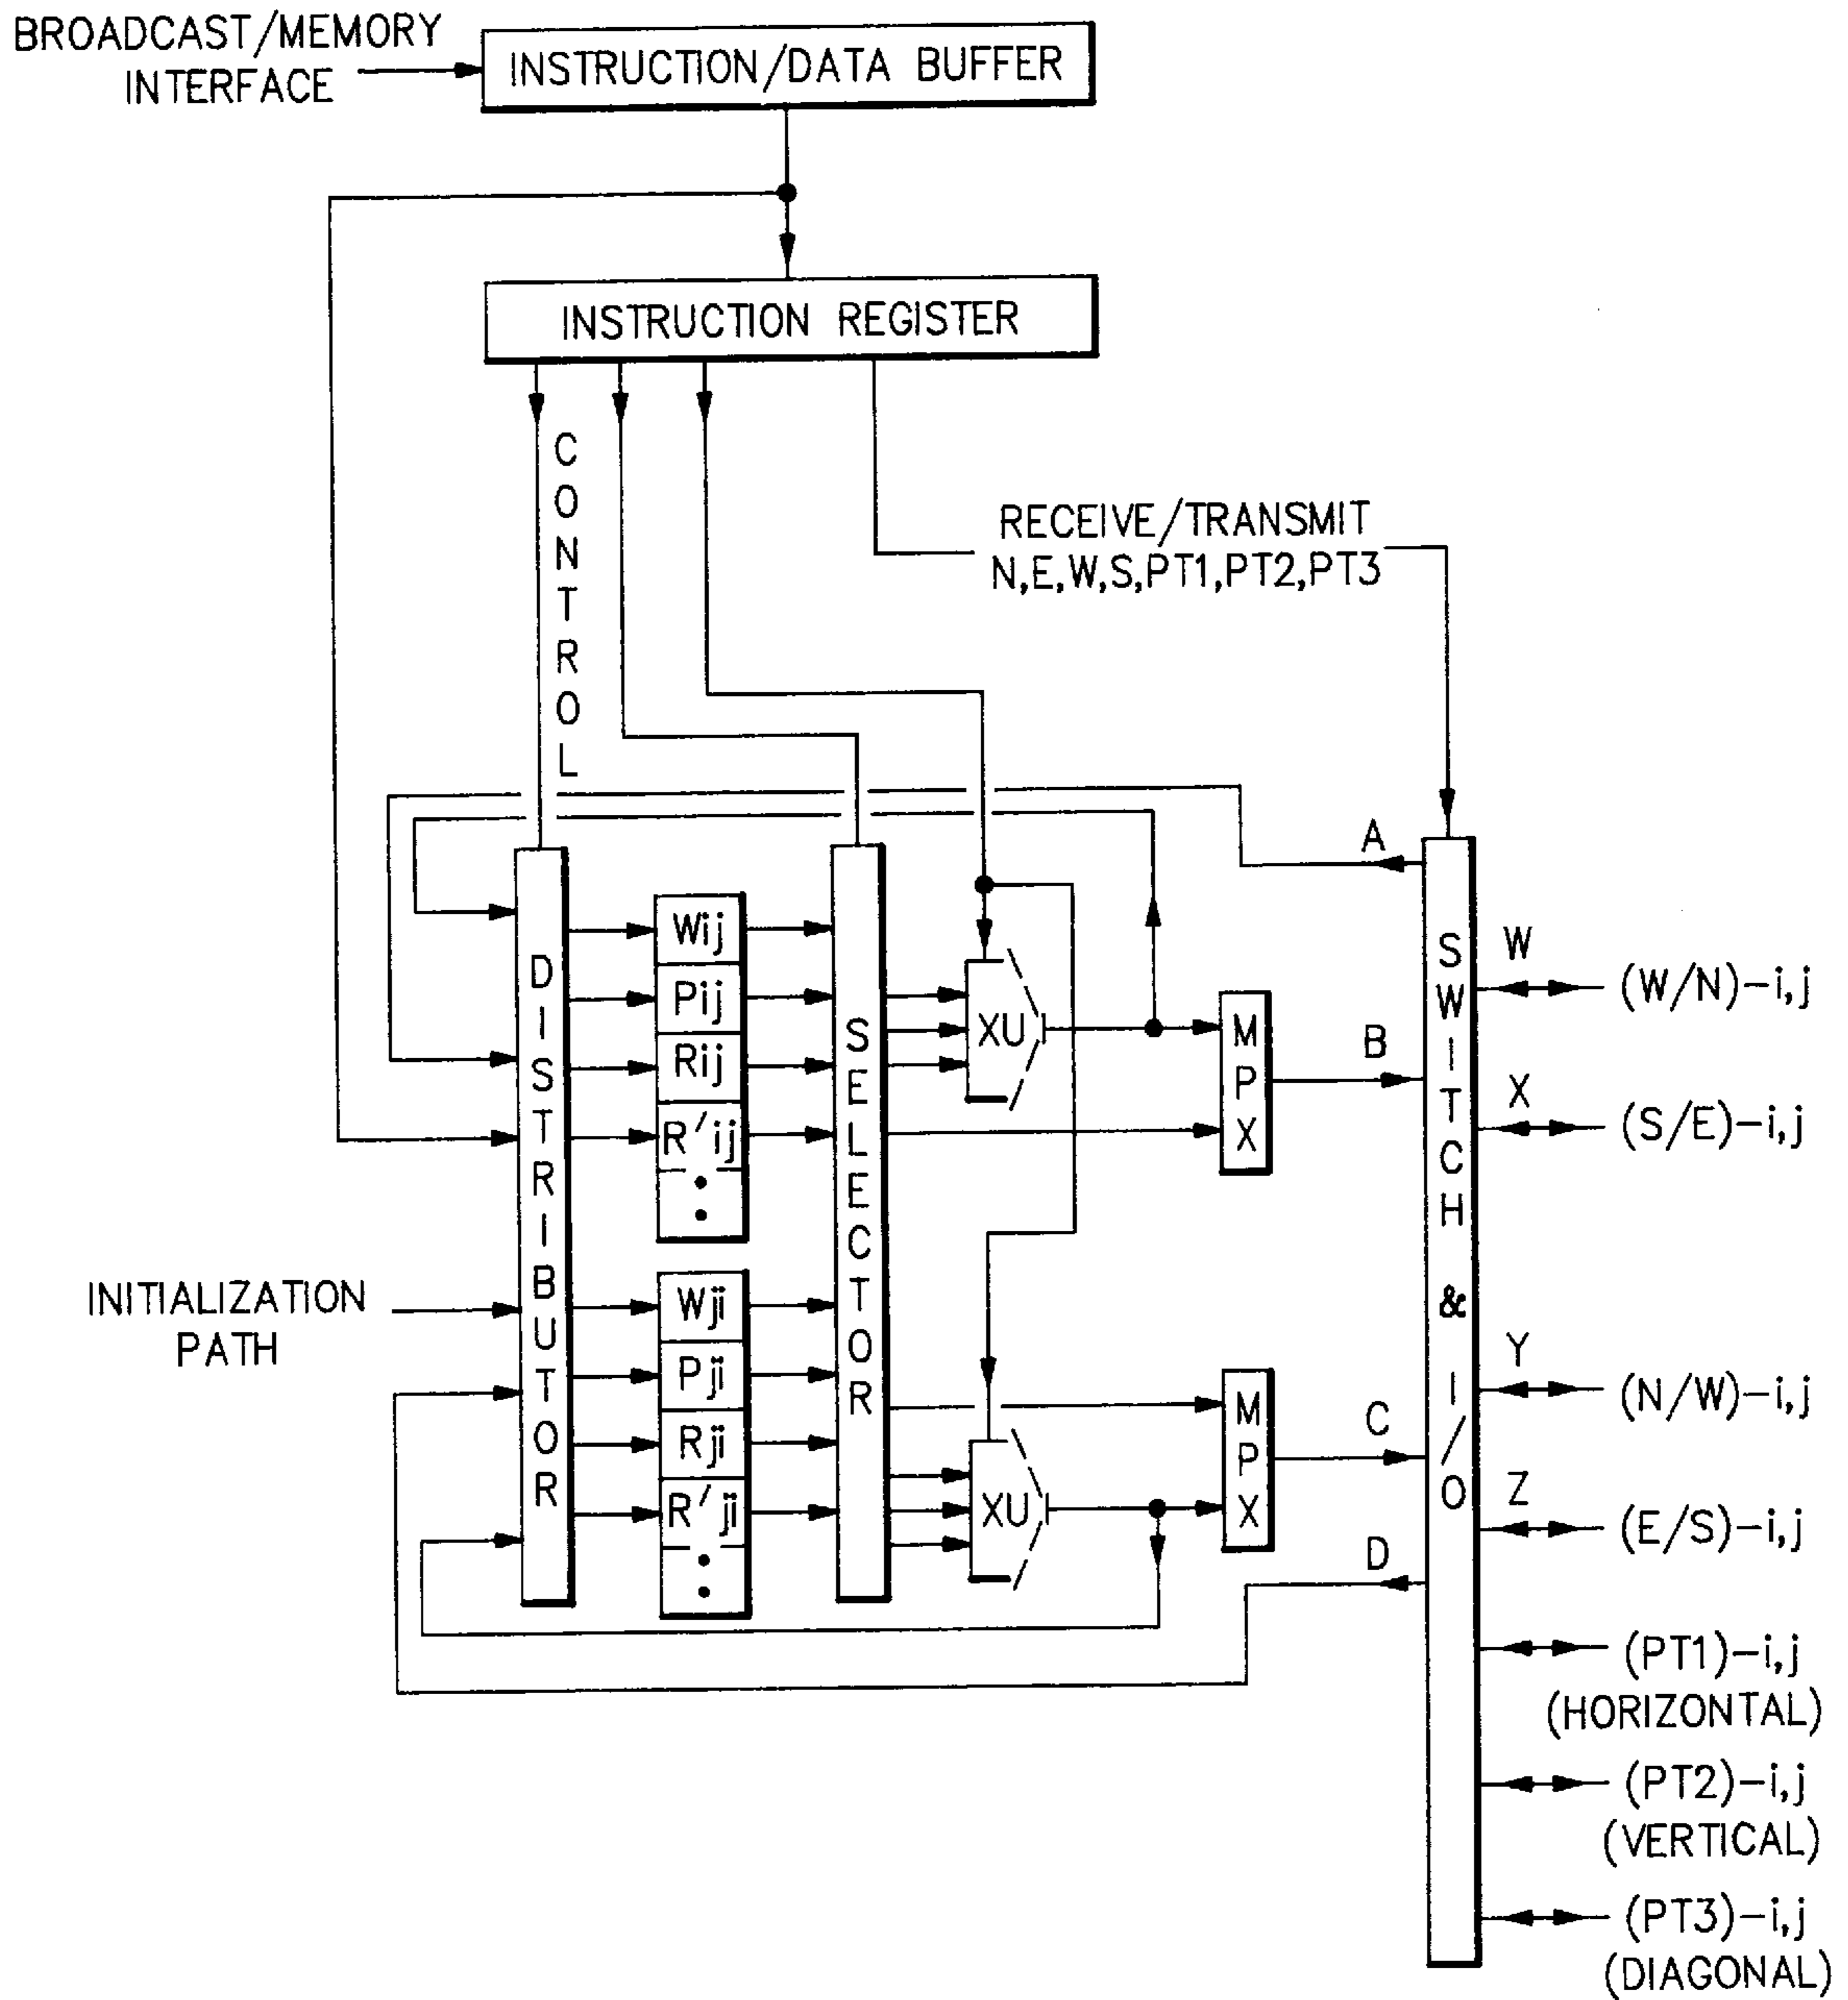 BROADCAST/MEMORY
INTERFACE
INSTRUCTION/DATA BUFFER
INSTRUCTION REGISTER
CONTROL
RECEIVE/TRANSMIT
N,E,W,S,PT1,PT2,PT3
DISTRIBUTOR
Wij
Pij
Rij
R'ij
INITIALIZATION
PATH
Wji
Pji
Rji
R'ji
SELECTOR
XU
XU
MPX
MPX
A
B
C
D
SWITCH & I/O
W
(W/N)-i,j
X
(S/E)-i,j
Y
(N/W)-i,j
Z
(E/S)-i,j
(PT1)-i,j
(HORIZONTAL)
(PT2)-i,j
(VERTICAL)
(PT3)-i,j
(DIAGONAL)